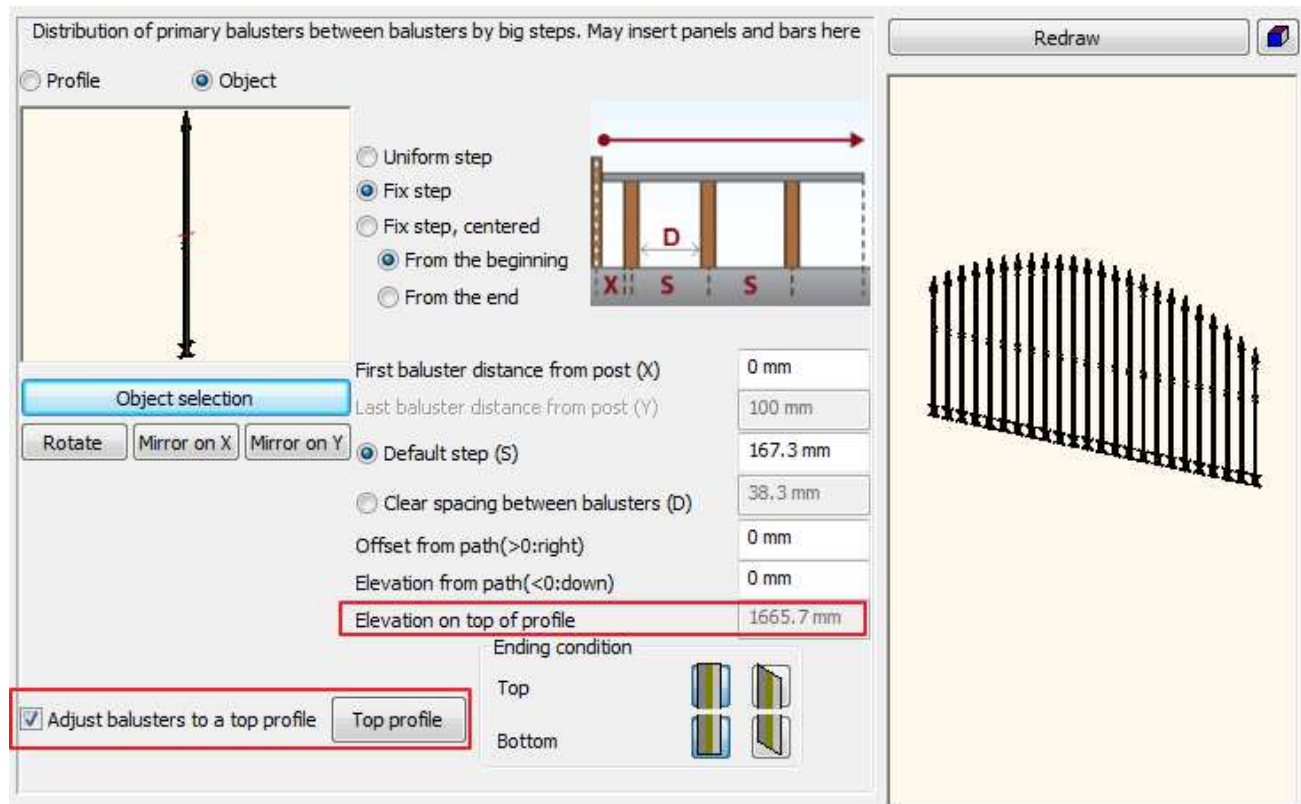 Distribution of primary balusters between balusters by big steps. May insert panels and bars here
Redraw
Profile
Object
Uniform step
Fix step
Fix step, centered
From the beginning
From the end
D
X
S
S
First baluster distance from post (X)
0 mm
Last baluster distance from post (Y)
100 mm
Object selection
Rotate
Mirror on X
Mirror on Y
Default step (S)
167.3 mm
Clear spacing between balusters (D)
38.3 mm
Offset from path(>0:right)
0 mm
Elevation from path(<0:down)
0 mm
Elevation on top of profile
1665.7 mm
Ending condition
Top
Adjust balusters to a top profile
Top profile
Bottom